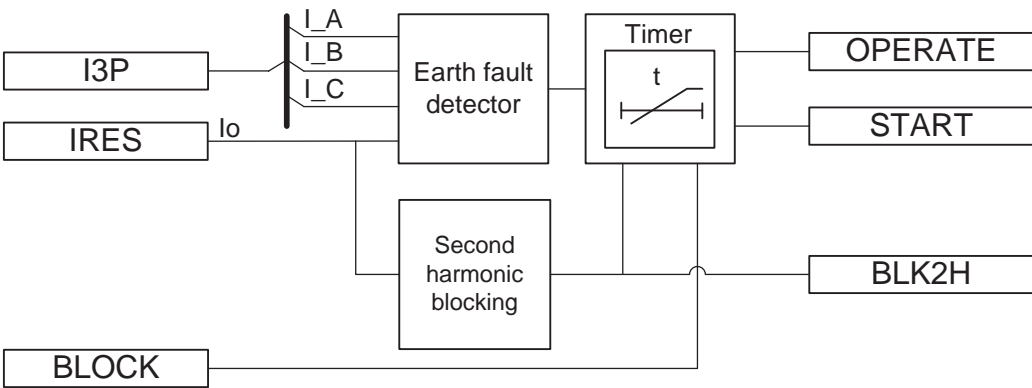 I_A
I_B
I_C
I3P
IRES
Io
Earth fault
detector
Timer
t
OPERATE
START
Second
harmonic
blocking
BLK2H
BLOCK